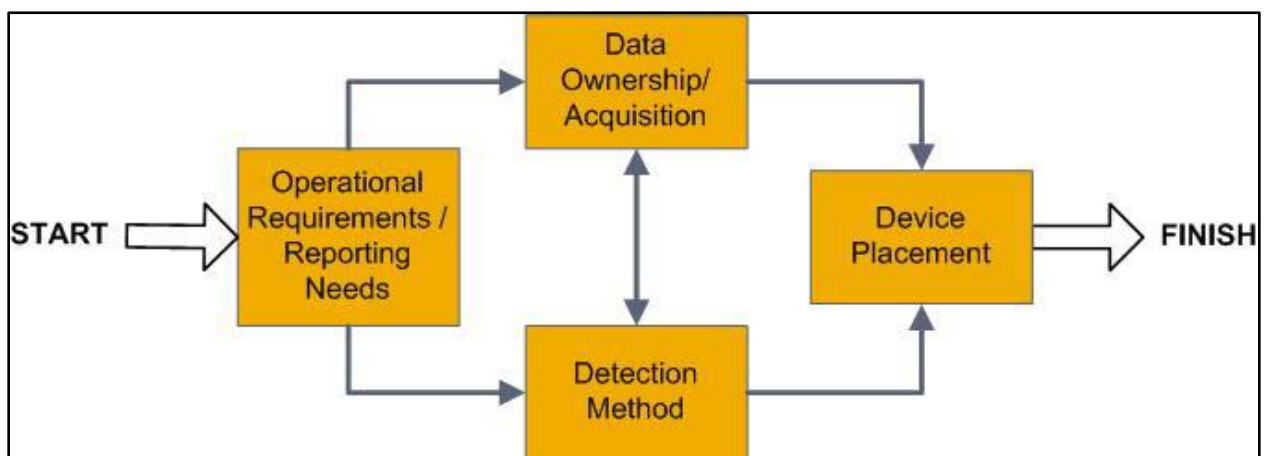 START
Operational
Requirements /
Reporting
Needs
Data
Ownership/
Acquisition
Detection
Method
Device
Placement
FINISH